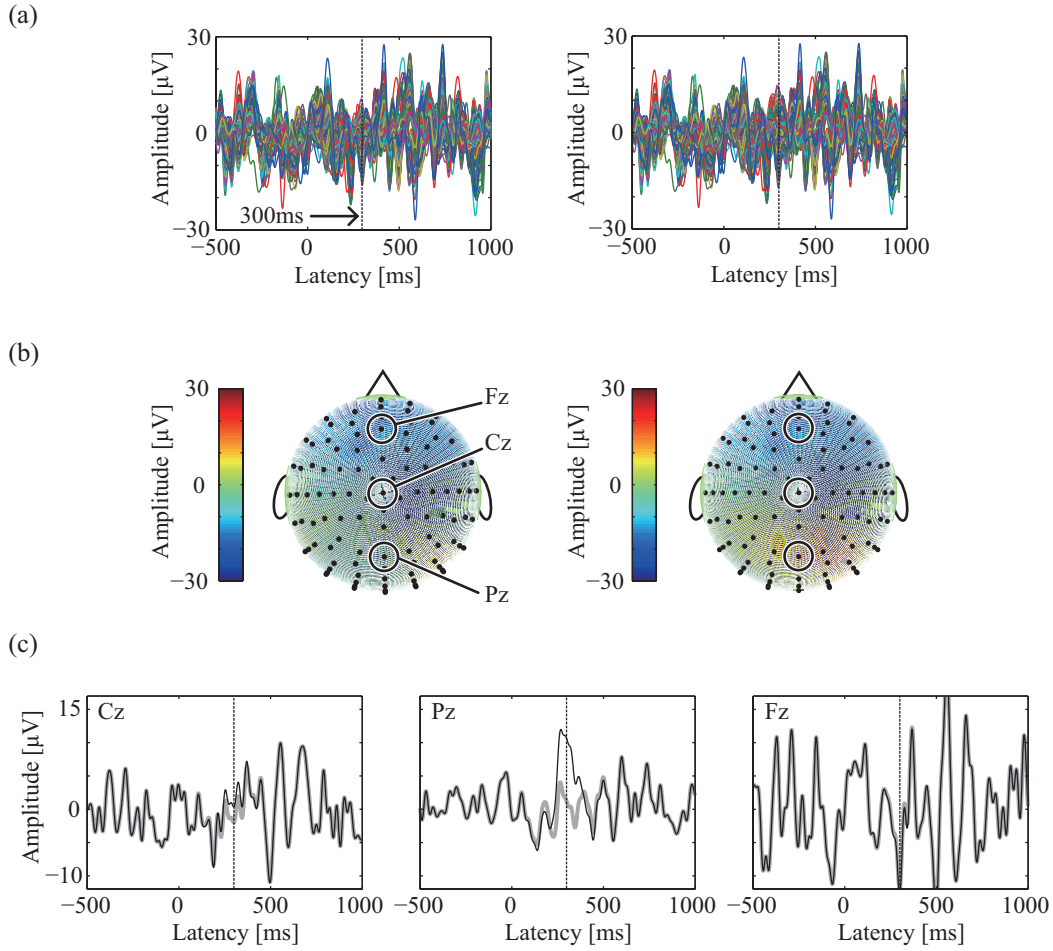 (a)
30
0
−30
Amplitude [µV]
300ms
−500
0
500
1000
Latency [ms]
30
0
−30
Amplitude [µV]
−500
0
500
1000
Latency [ms]
(b)
30
0
−30
Amplitude [µV]
Fz
Cz
Pz
30
0
−30
Amplitude [µV]
(c)
15
0
−10
Amplitude [µV]
Cz
−500
0
500
1000
Latency [ms]
Pz
−500
0
500
1000
Latency [ms]
Fz
−500
0
500
1000
Latency [ms]